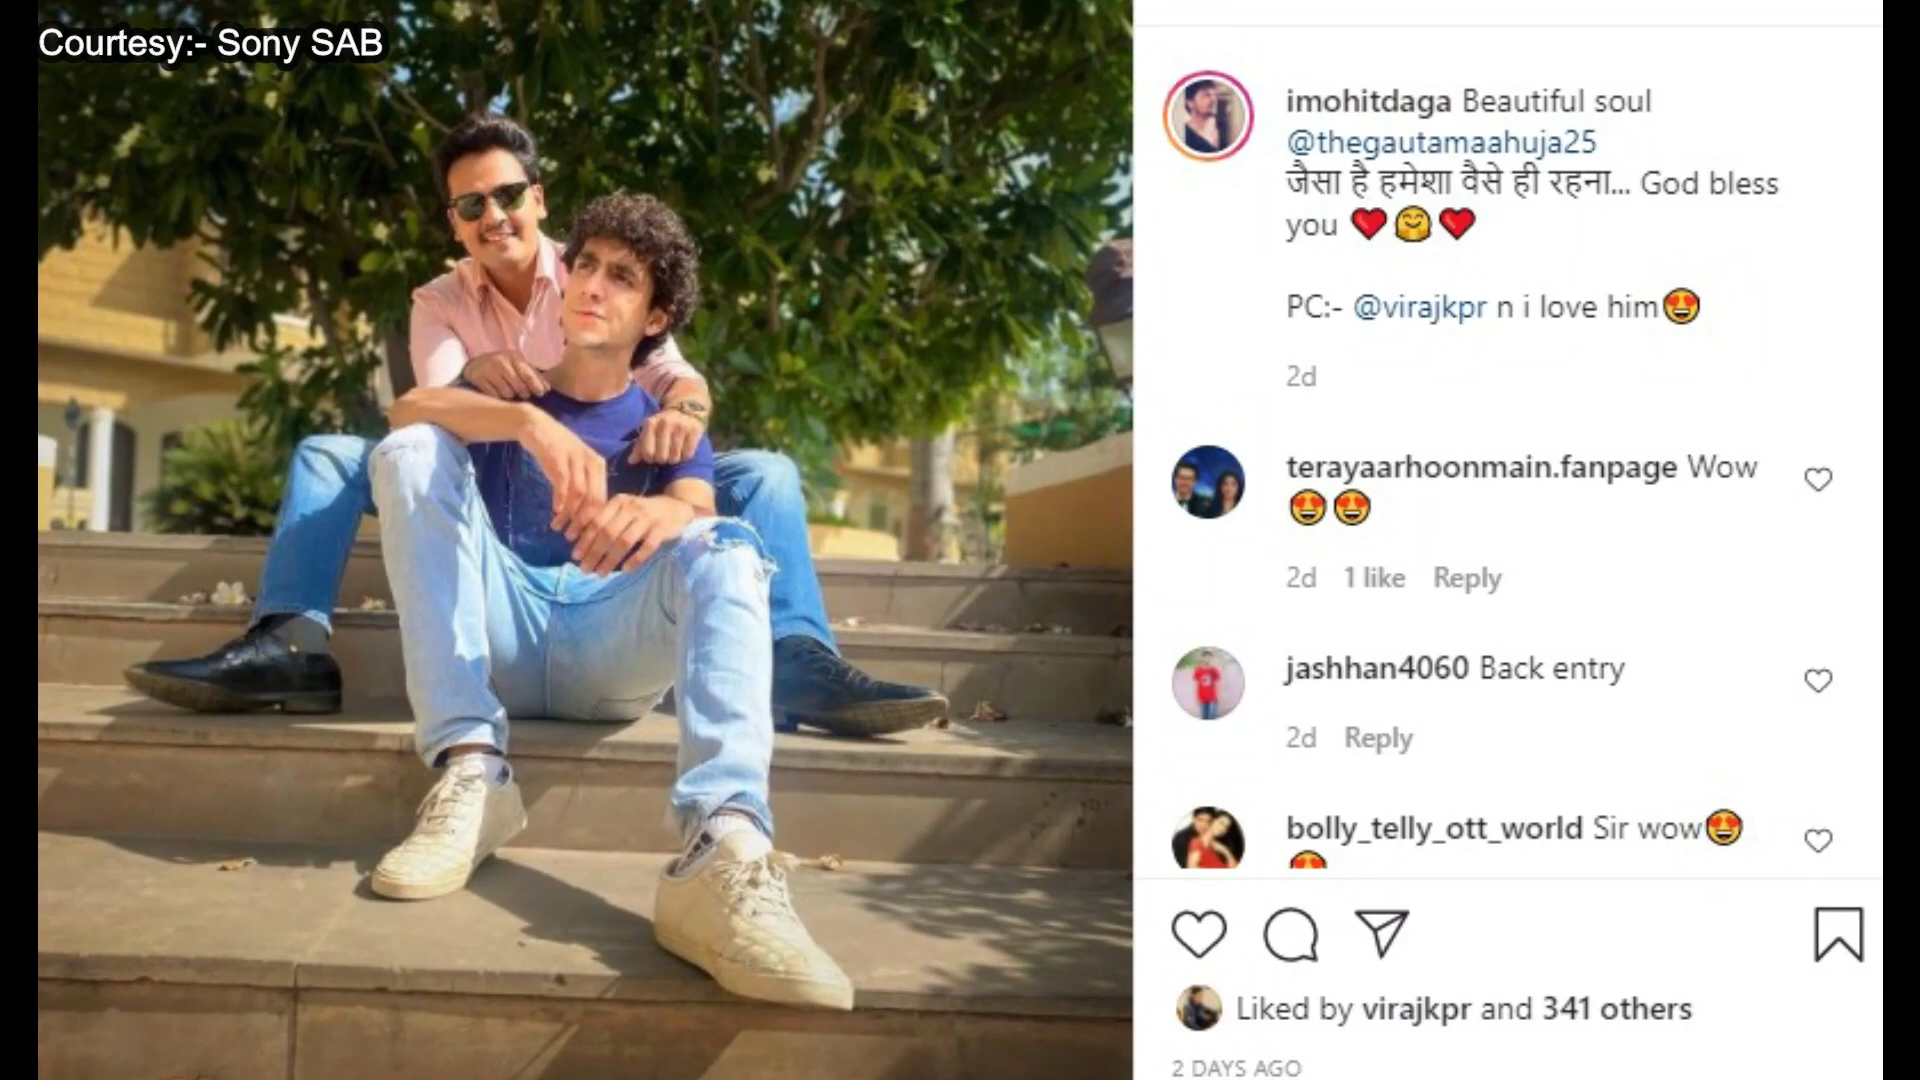 Courtesy:- Sony SAB
imohitdaga Beautiful soul
@thegautamaahuja25
जैसा है हमेशा वैसे ही रहना... God bless
you ❤️🤗❤️
PC:- @virajkpr n i love him😍
2d
terayaarhoonmain.fanpage Wow
😍😍
2d 1 like Reply
jashhan4060 Back entry
2d Reply
bolly_telly_ott_world Sir wow😍
😍
Liked by virajkpr and 341 others
2 DAYS AGO